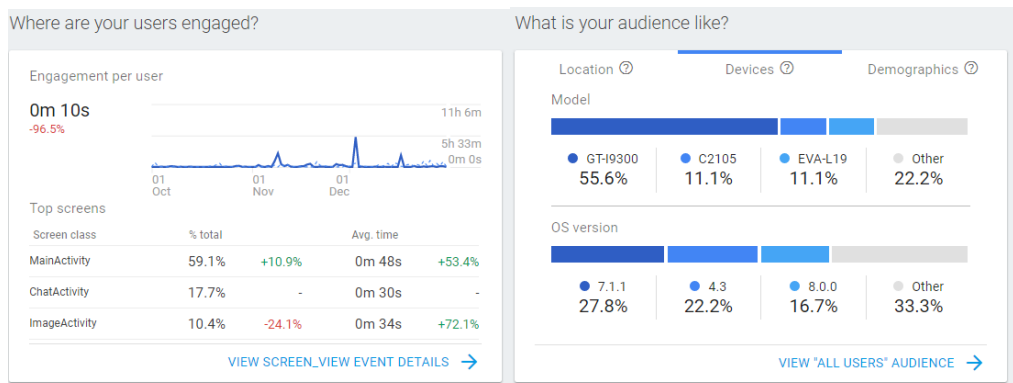 Where are your users engaged?
Engagement per user
0m 10s
-96.5%
11h 6m
5h 33m
0m 0s
01 Oct
01 Nov
01 Dec
Top screens
Screen class % total Avg. time
MainActivity 59.1% +10.9% 0m 48s +53.4%
ChatActivity 17.7% - 0m 30s -
ImageActivity 10.4% -24.1% 0m 34s +72.1%
VIEW SCREEN_VIEW EVENT DETAILS
What is your audience like?
Location Devices Demographics
Model
GT-I9300 C2105 EVA-L19 Other
55.6% 11.1% 11.1% 22.2%
OS version
7.1.1 4.3 8.0.0 Other
27.8% 22.2% 16.7% 33.3%
VIEW "ALL USERS" AUDIENCE